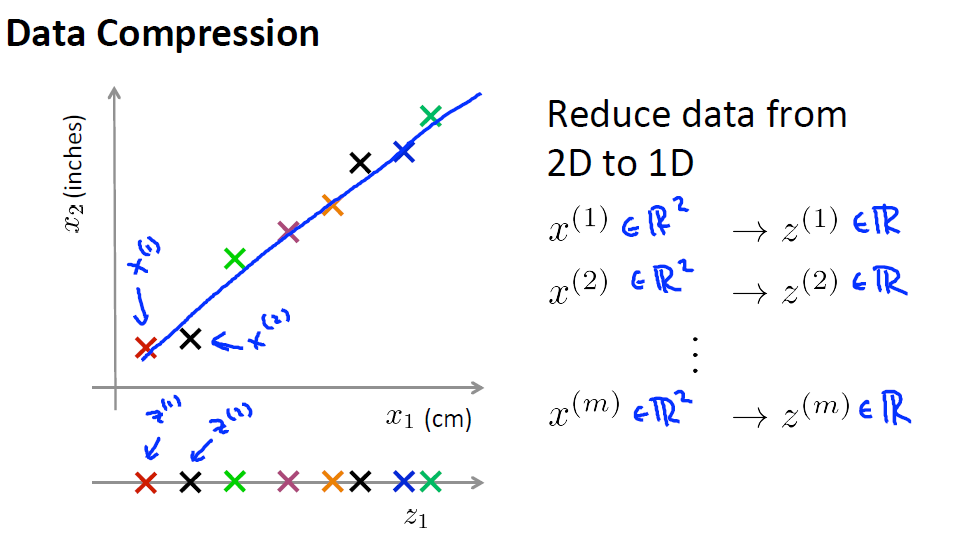 Data Compression
x₂ (inches)
x⁽¹⁾
x⁽²⁾
x₁ (cm)
z⁽¹⁾
z⁽²⁾
z₁
Reduce data from
2D to 1D
x⁽¹⁾ ∈ ℝ² → z⁽¹⁾ ∈ ℝ
x⁽²⁾ ∈ ℝ² → z⁽²⁾ ∈ ℝ
⋮
x⁽ᵐ⁾ ∈ ℝ² → z⁽ᵐ⁾ ∈ ℝ